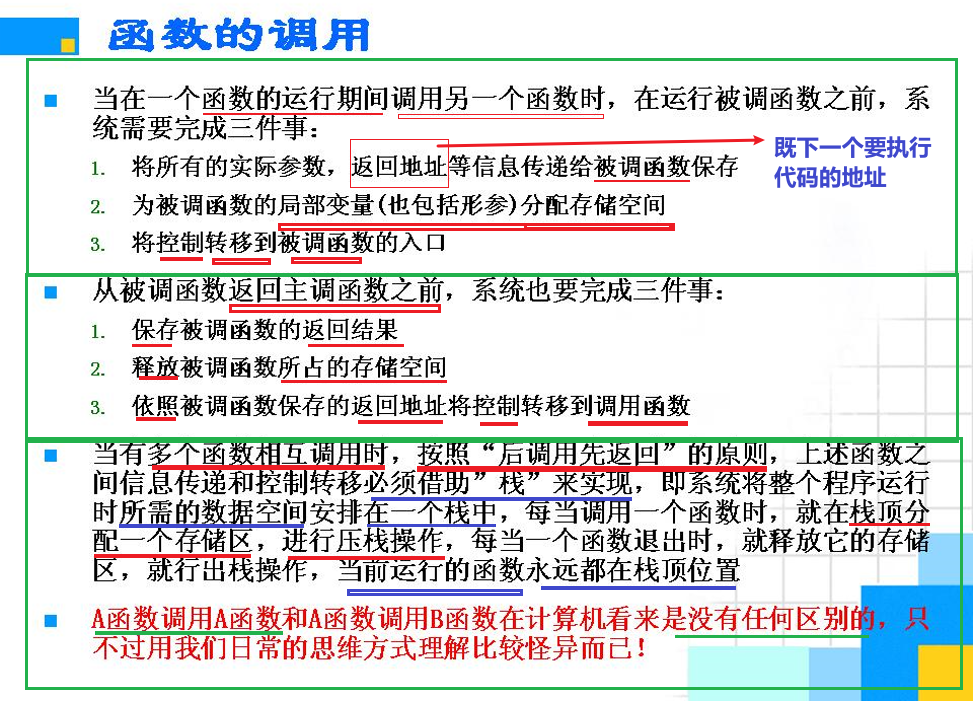 函数的调用
当在一个函数的运行期间调用另一个函数时，在运行被调函数之前，系
统需要完成三件事：
1. 将所有的实际参数，返回地址等信息传递给被调函数保存
既下一个要执行
代码的地址
2. 为被调函数的局部变量(也包括形参)分配存储空间
3. 将控制转移到被调函数的入口
从被调函数返回主调函数之前，系统也要完成三件事：
1. 保存被调函数的返回结果
2. 释放被调函数所占的存储空间
3. 依照被调函数保存的返回地址将控制转移到调用函数
当有多个函数相互调用时，按照“后调用先返回”的原则，上述函数之
间信息传递和控制转移必须借助”栈”来实现，即系统将整个程序运行
时所需的数据空间安排在一个栈中，每当调用一个函数时，就在栈顶分
配一个存储区，进行压栈操作，每当一个函数退出时，就释放它的存储
区，就行出栈操作，当前运行的函数永远都在栈顶位置
A函数调用A函数和A函数调用B函数在计算机看来是没有任何区别的，只
不过用我们日常的思维方式理解比较怪异而已！